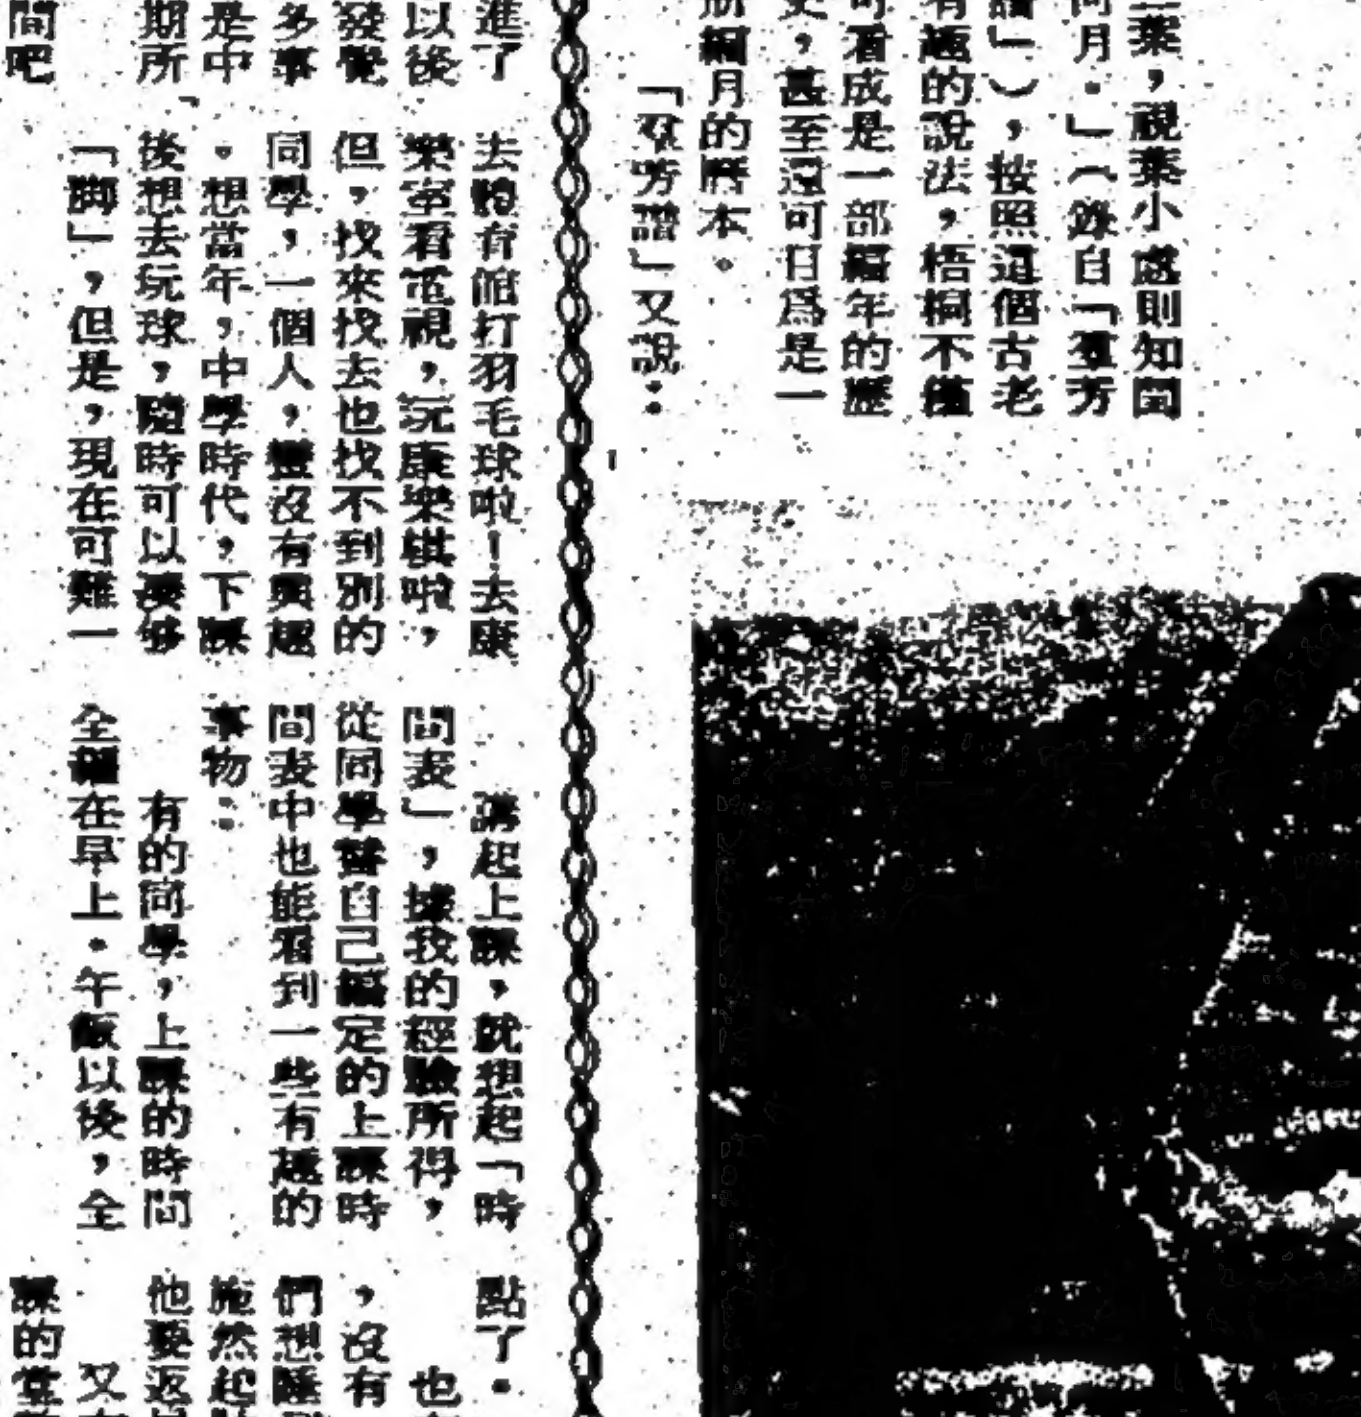 葉，視葉小處則知閏
何月。」（錄自「羣芳
譜」），按照這個古老
有趣的說法，梧桐不僅
可看成是一部編年的歷
史，甚至還可目爲是一
册綱月的曆本。
「羣芳譜」又說：
進了
以後
發覺
多事
是中
期所
間吧
去體育館打羽毛球啦！去康
樂室看電視，玩康樂棋啦，
但，找來找去也找不到別的
同學，一個人，豈沒有興趣
。想當年，中學時代，下課
後想去玩球，隨時可以湊够
「脚」，但是，現在可難一
講起上課，就想起「時
間表」，據我的經驗所得，
從同學替自己編定的上課時
間表中也能看到一些有趣的
事物：
有的同學，上課的時間
全在早上。午飯以後，全
點了。
也
，沒有
們想睡
施然起
他要返
又
課的堂